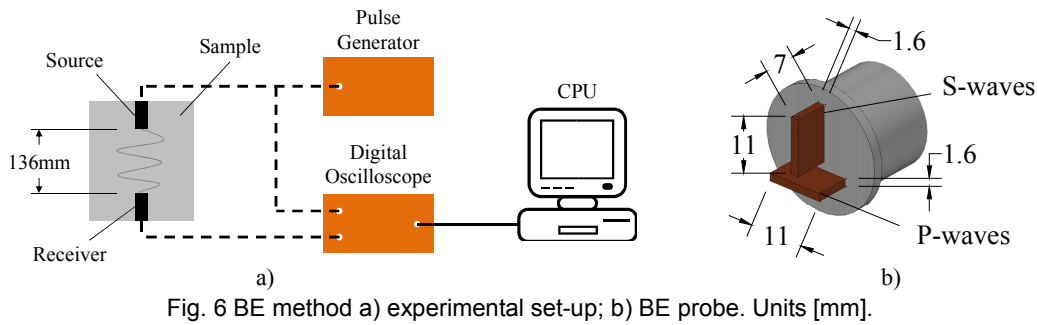 Source
Sample
Pulse
Generator
136mm
Digital
Oscilloscope
CPU
Receiver
a)
7
1.6
S-waves
11
1.6
11
P-waves
b)
Fig. 6 BE method a) experimental set-up; b) BE probe. Units [mm].